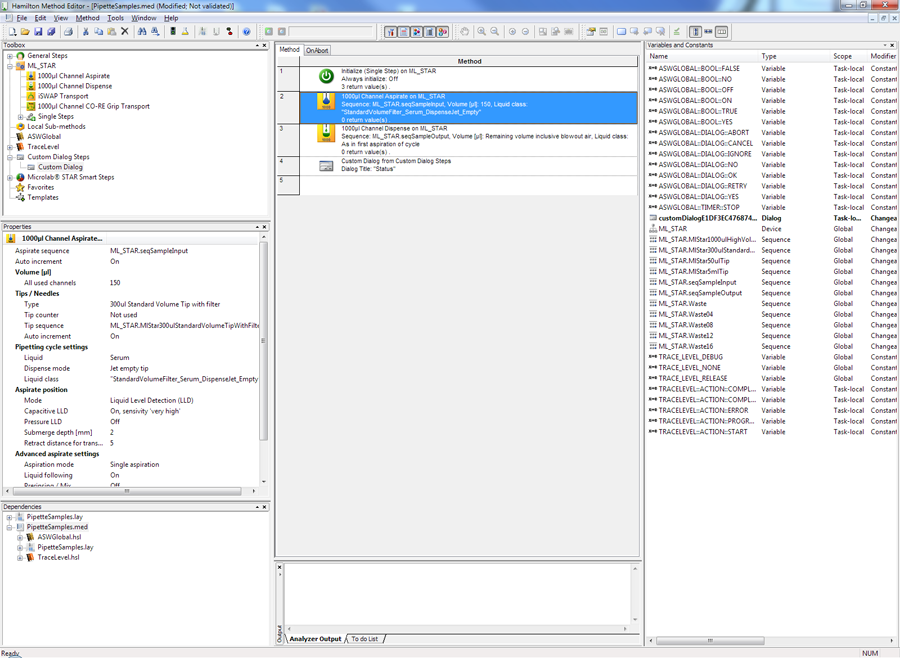 Hamilton Method Editor - [PipetteSamples.med (Modified; Not validated)]
File Edit View Method Tools Window Help
Toolbox
General Steps
ML_STAR
1000µl Channel Aspirate
1000µl Channel Dispense
iSWAP Transport
1000µl Channel CO-RE Grip Transport
Single Steps
Local Sub-methods
ASWGlobal
TraceLevel
Custom Dialog Steps
Custom Dialog
Microlab® STAR Smart Steps
Favorites
Templates
Properties
1000µl Channel Aspirate...
Aspirate sequence ML_STAR.seqSampleInput
Auto increment On
Volume [µl]
All used channels 150
Tips / Needles
Type 300ul Standard Volume Tip with filter
Tip counter Not used
Tip sequence ML_STAR.MlStar300ulStandardVolumeTipWithFilte
Auto increment On
Pipetting cycle settings
Liquid Serum
Dispense mode Jet empty tip
Liquid class "StandardVolumeFilter_Serum_DispenseJet_Empty
Aspirate position
Mode Liquid Level Detection (LLD)
Capacitive LLD On, sensivity 'very high'
Pressure LLD Off
Submerge depth [mm] 2
Retract distance for trans... 5
Advanced aspirate settings
Aspiration mode Single aspiration
Liquid following On
Precision / Mix Off
Dependencies
PipetteSamples.lay
PipetteSamples.med
ASWGlobal.hsl
PipetteSamples.lay
TraceLevel.hsl
Method OnAbort
Method
1 Initialize (Single Step) on ML_STAR
Always initialize: Off
3 return value(s) .
2 1000µl Channel Aspirate on ML_STAR
Sequence: ML_STAR.seqSampleInput, Volume [µl]: 150, Liquid class:
"StandardVolumeFilter_Serum_DispenseJet_Empty
0 return value(s) .
3 1000µl Channel Dispense on ML_STAR
Sequence: ML_STAR.seqSampleOutput, Volume [µl]: Remaining volume inclusive blowout air, Liquid class:
As in first aspiration of cycle
0 return value(s) .
4 Custom Dialog from Custom Dialog Steps
Dialog Title: "Status"
5
Output
Analyzer Output To do List
Variables and Constants
Name Type Scope Modifier
ASWGLOBAL::BOOL::FALSE Variable Task-local Constant
ASWGLOBAL::BOOL::NO Variable Task-local Constant
ASWGLOBAL::BOOL::OFF Variable Task-local Constant
ASWGLOBAL::BOOL::ON Variable Task-local Constant
ASWGLOBAL::BOOL::TRUE Variable Task-local Constant
ASWGLOBAL::BOOL::YES Variable Task-local Constant
ASWGLOBAL::DIALOG::ABORT Variable Task-local Constant
ASWGLOBAL::DIALOG::CANCEL Variable Task-local Constant
ASWGLOBAL::DIALOG::IGNORE Variable Task-local Constant
ASWGLOBAL::DIALOG::NO Variable Task-local Constant
ASWGLOBAL::DIALOG::OK Variable Task-local Constant
ASWGLOBAL::DIALOG::RETRY Variable Task-local Constant
ASWGLOBAL::DIALOG::YES Variable Task-local Constant
ASWGLOBAL::TIMER::STOP Variable Task-local Constant
customDialogE1DF3EC476874... Dialog Task-lo... Changea
ML_STAR Device Global Constant
ML_STAR.MlStar1000ulHighVol... Sequence Global Changea
ML_STAR.MlStar300ulStandard... Sequence Global Changea
ML_STAR.MlStar50ulTip Sequence Global Changea
ML_STAR.MlStar5mlTip Sequence Global Changea
ML_STAR.seqSampleInput Sequence Global Changea
ML_STAR.seqSampleOutput Sequence Global Changea
ML_STAR.Waste Sequence Global Changea
ML_STAR.Waste04 Sequence Global Changea
ML_STAR.Waste08 Sequence Global Changea
ML_STAR.Waste12 Sequence Global Changea
ML_STAR.Waste16 Sequence Global Changea
TRACE_LEVEL_DEBUG Variable Global Constant
TRACE_LEVEL_NONE Variable Global Constant
TRACE_LEVEL_RELEASE Variable Global Constant
TRACELEVEL::ACTION::COMPL... Variable Task-local Constant
TRACELEVEL::ACTION::COMPL... Variable Task-local Constant
TRACELEVEL::ACTION::ERROR Variable Task-local Constant
TRACELEVEL::ACTION::PROGR... Variable Task-local Constant
TRACELEVEL::ACTION::START Variable Task-local Constant
Ready
NUM